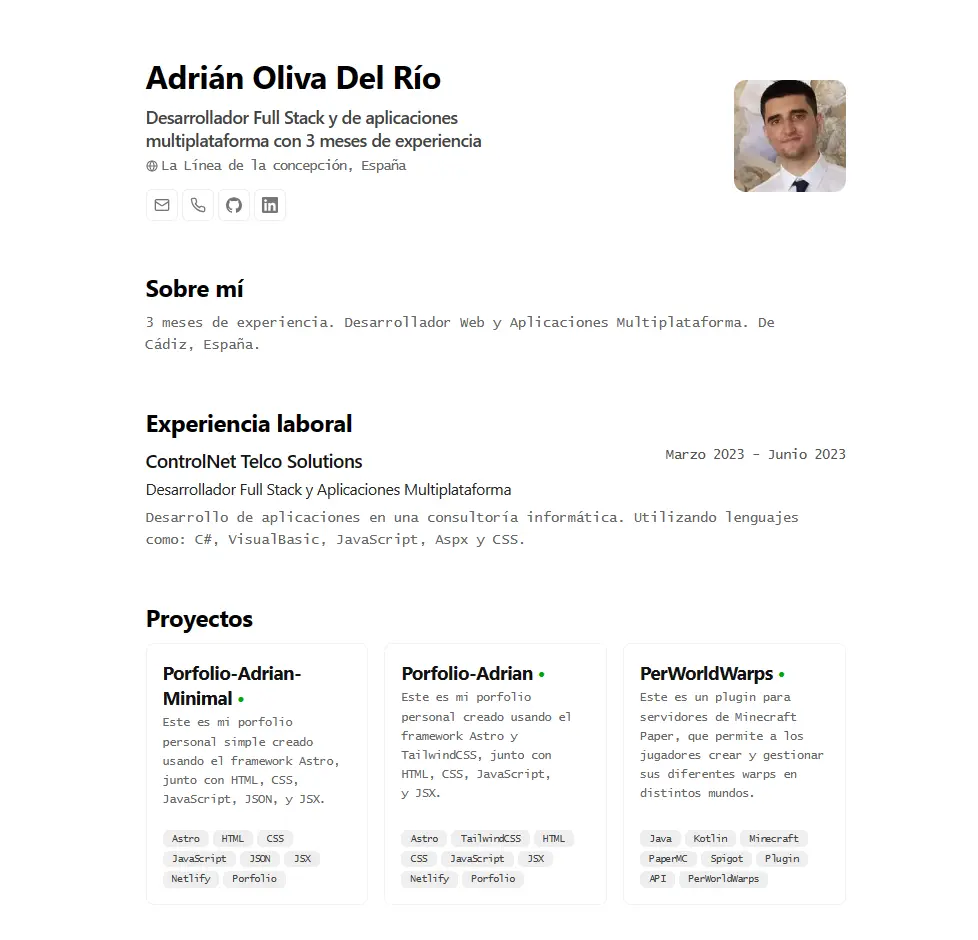 Adrián Oliva Del Río
Desarrollador Full Stack y de aplicaciones
multiplataforma con 3 meses de experiencia
La Línea de la concepción, España
Sobre mí
3 meses de experiencia. Desarrollador Web y Aplicaciones Multiplataforma. De
Cádiz, España.
Experiencia laboral
ControlNet Telco Solutions
Marzo 2023 - Junio 2023
Desarrollador Full Stack y Aplicaciones Multiplataforma
Desarrollo de aplicaciones en una consultoría informática. Utilizando lenguajes
como: C#, VisualBasic, JavaScript, Aspx y CSS.
Proyectos
Porfolio-Adrian-
Minimal
Este es mi porfolio
personal simple creado
usando el framework Astro,
junto con HTML, CSS,
JavaScript, JSON, y JSX.
Astro HTML CSS
JavaScript JSON JSX
Netlify Porfolio
Porfolio-Adrian
Este es mi porfolio
personal creado usando el
framework Astro y
TailwindCSS, junto con
HTML, CSS, JavaScript,
y JSX.
Astro TailwindCSS HTML
CSS JavaScript JSX
Netlify Porfolio
PerWorldWarps
Este es un plugin para
servidores de Minecraft
Paper, que permite a los
jugadores crear y gestionar
sus diferentes warps en
distintos mundos.
Java Kotlin Minecraft
PaperMC Spigot Plugin
API PerWorldWarps